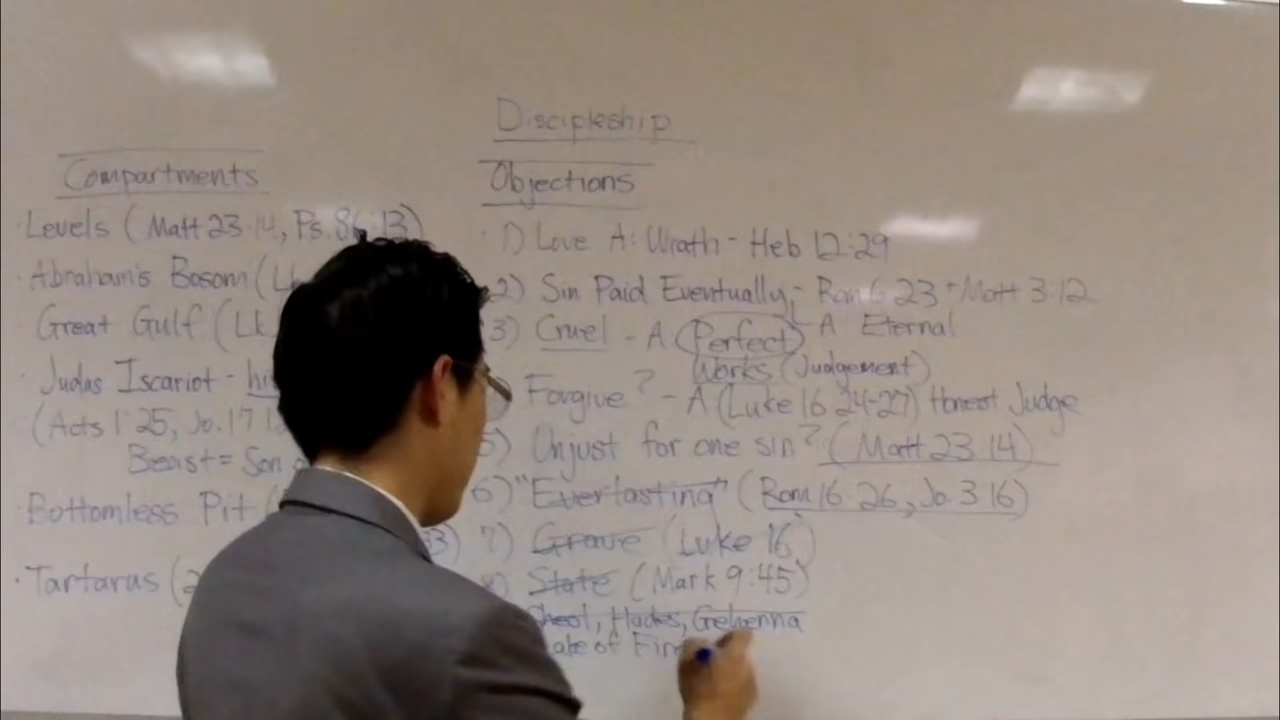 Discipleship
Compartments
· Levels (Matt 23:14, Ps. 86:13)
· Abraham's Bosom (Lk
Great Gulf (Lk.
· Judas Iscariot -
(Acts 1:25, Jo. 17
Beast = Son
· Bottomless Pit (
· Tartarus (2
Objections
1) Love A: Wrath - Heb 12:29
2) Sin Paid Eventually - Rom 6:23 + Matt 3:12
A Eternal
3) Cruel - A (Perfect)
Works (Judgement)
Forgive? - A (Luke 16:24-27) Honest Judge
5) Unjust for one sin? (Matt 23:14)
6) "Everlasting" (Rom 16:26, Jo. 3:16)
7) Grave (Luke 16)
8) State (Mark 9:45)
Sheol, Hades, Gehenna
Lake of Fire